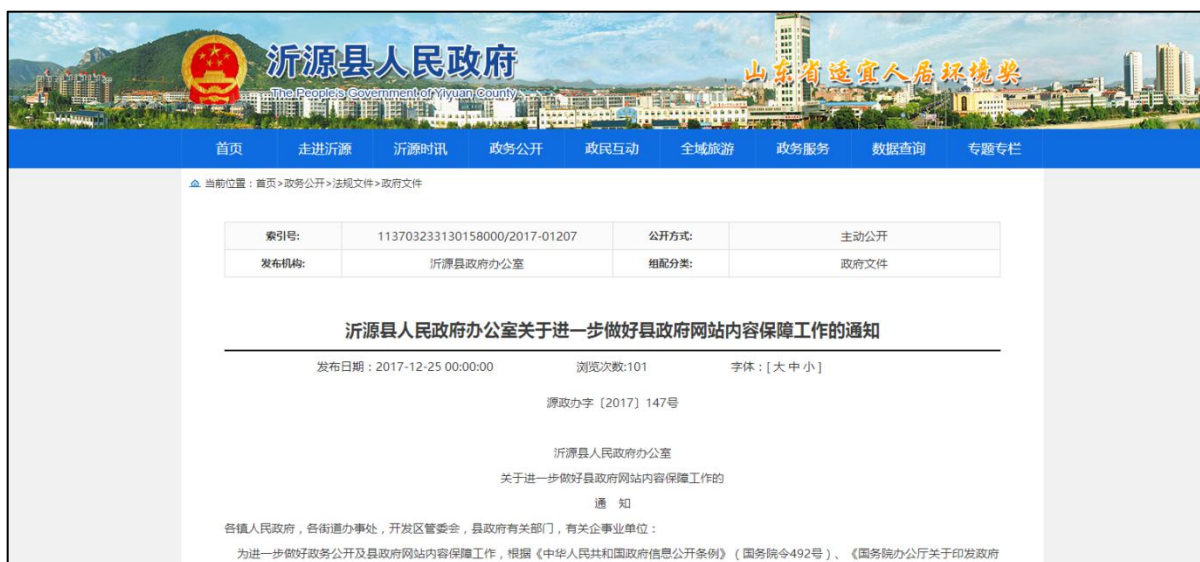 沂源县人民政府
The People's Government of Yiyuan County
山东省适宜人居环境奖
首页 走进沂源 沂源时讯 政务公开 政民互动 全域旅游 政务服务 数据查询 专题专栏
当前位置：首页>政务公开>法规文件>政府文件
索引号: 113703233130158000/2017-01207 公开方式: 主动公开
发布机构: 沂源县政府办公室 组配分类: 政府文件
沂源县人民政府办公室关于进一步做好县政府网站内容保障工作的通知
发布日期：2017-12-25 00:00:00 浏览次数:101 字体：[ 大 中 小 ]
源政办字〔2017〕147号
沂源县人民政府办公室
关于进一步做好县政府网站内容保障工作的
通 知
各镇人民政府，各街道办事处，开发区管委会，县政府有关部门，有关企事业单位：
为进一步做好政务公开及县政府网站内容保障工作，根据《中华人民共和国政府信息公开条例》（国务院令492号）、《国务院办公厅关于印发政府